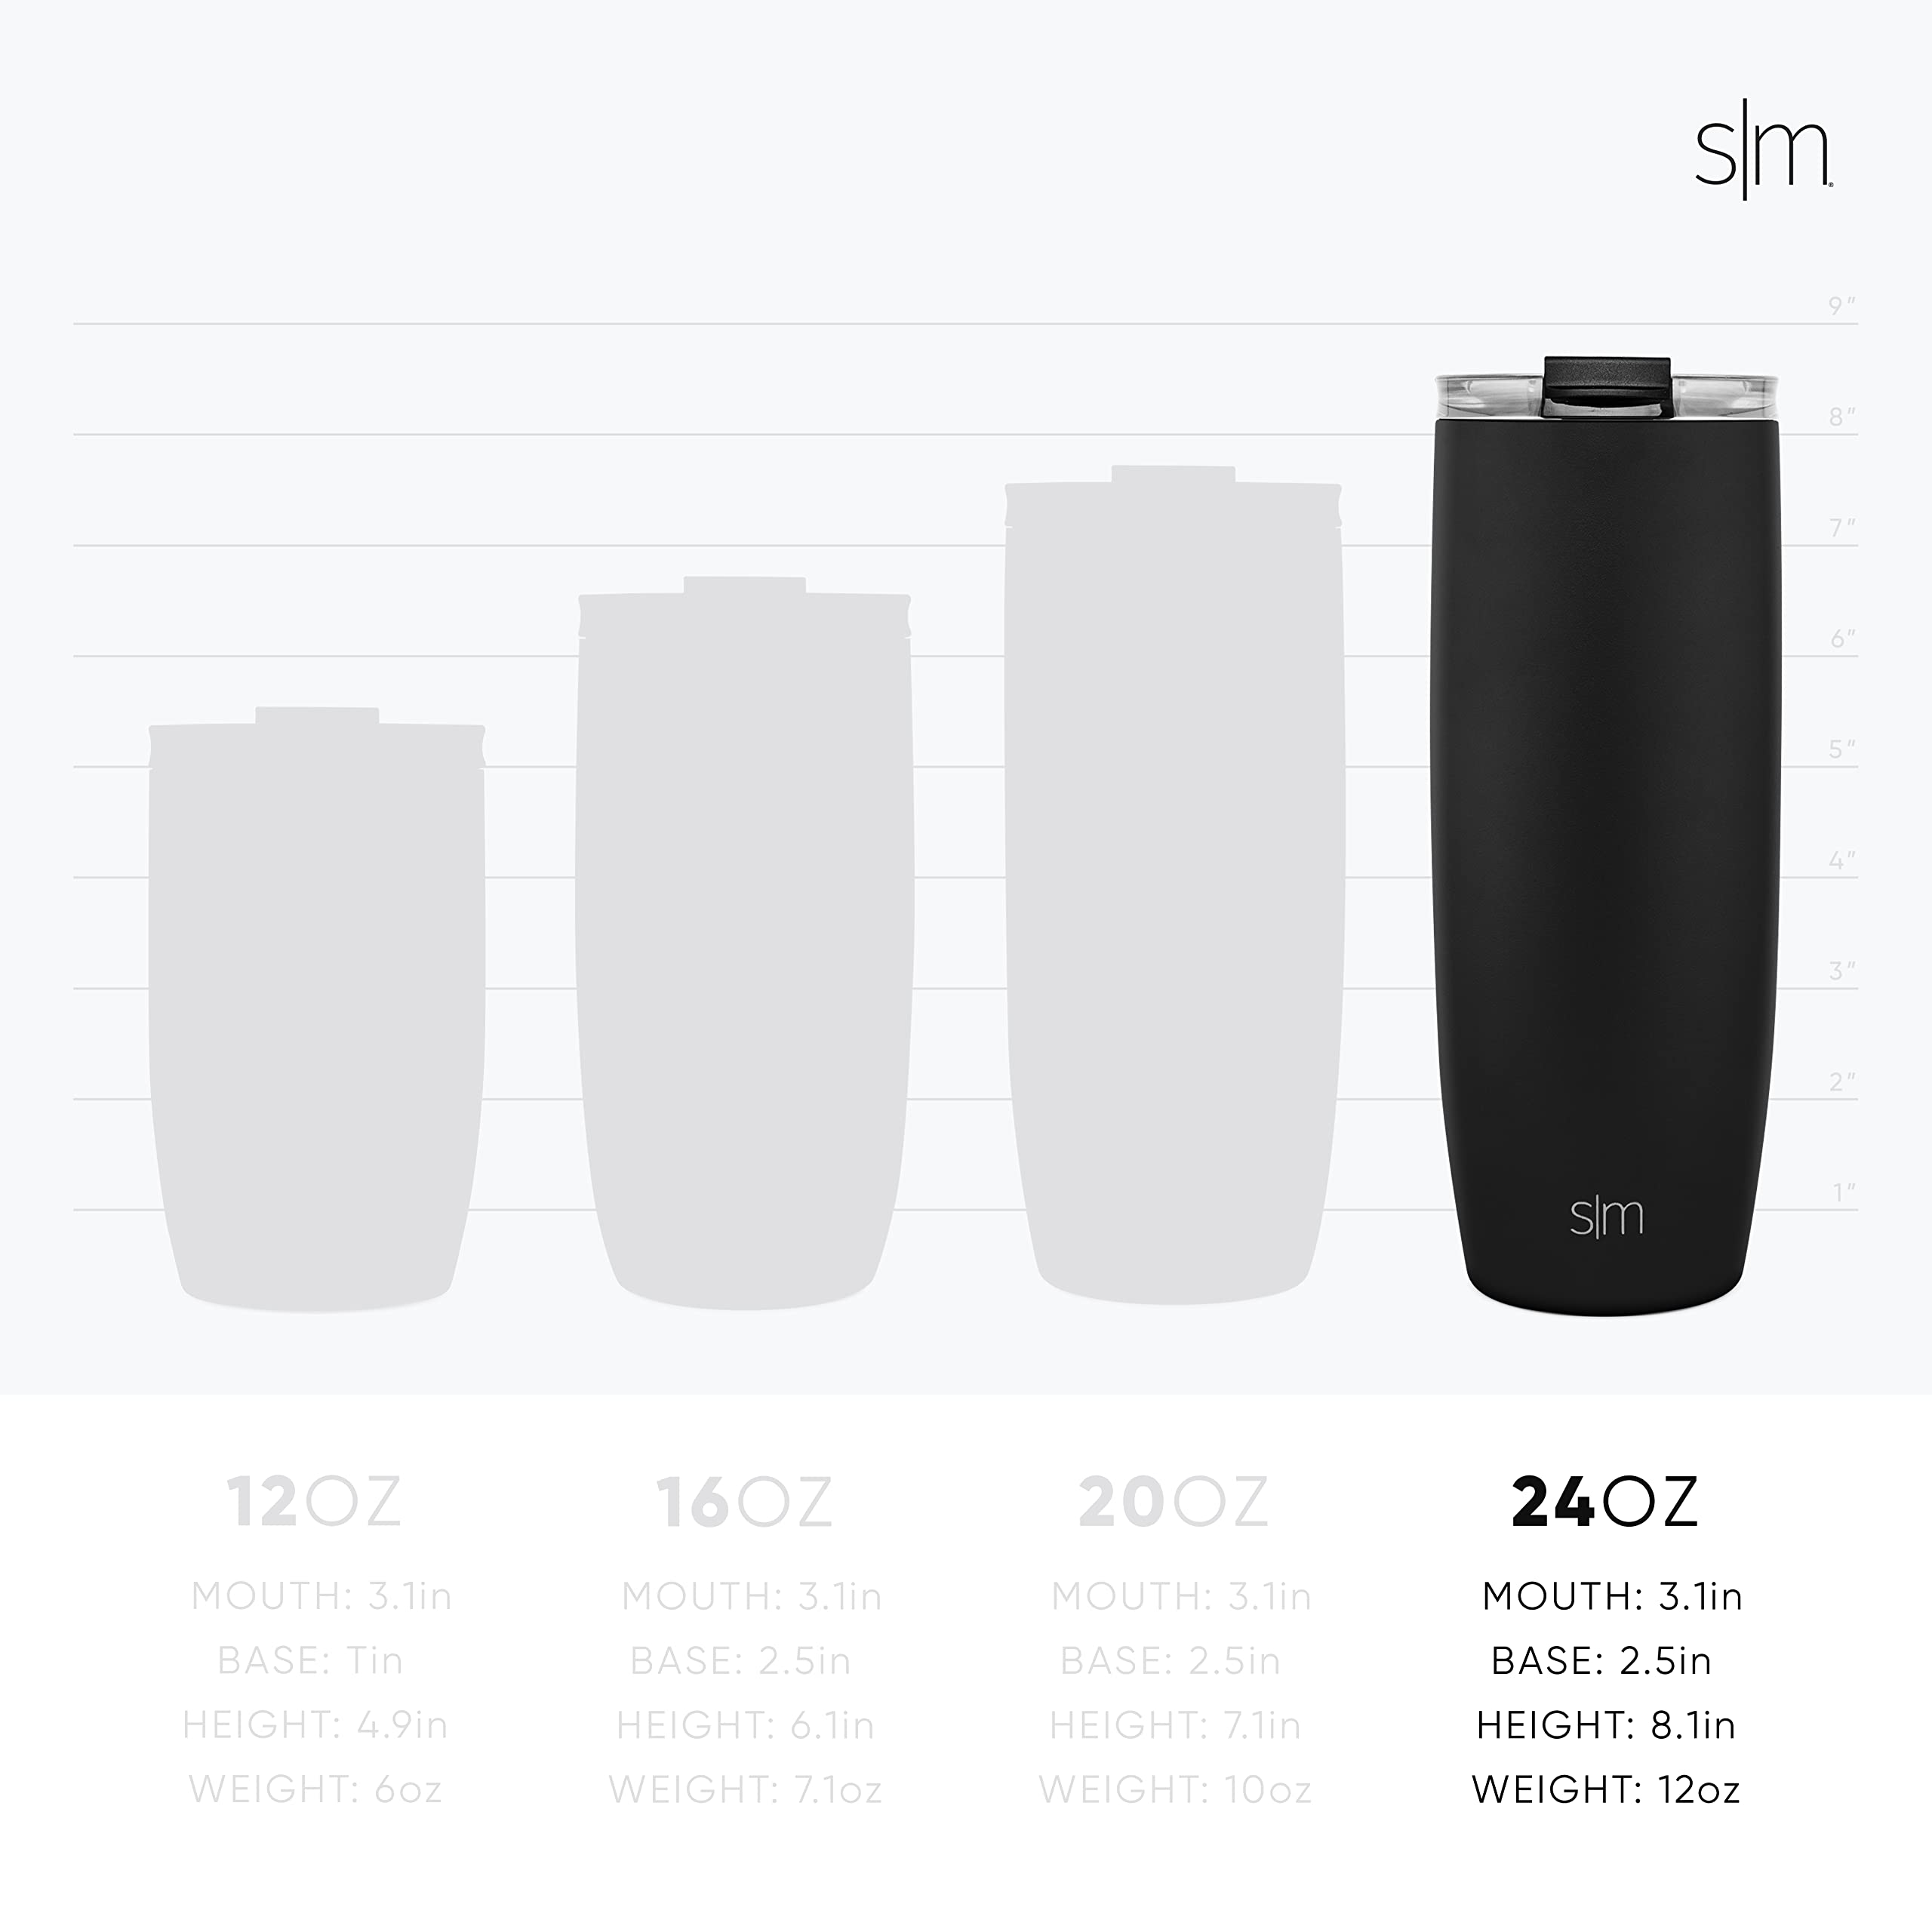 s|m®
9"
8"
7"
6"
5"
4"
3"
2"
1"
s|m
12OZ
MOUTH: 3.1in
BASE: Tin
HEIGHT: 4.9in
WEIGHT: 6oz
16OZ
MOUTH: 3.1in
BASE: 2.5in
HEIGHT: 6.1in
WEIGHT: 7.1oz
20OZ
MOUTH: 3.1in
BASE: 2.5in
HEIGHT: 7.1in
WEIGHT: 10oz
24OZ
MOUTH: 3.1in
BASE: 2.5in
HEIGHT: 8.1in
WEIGHT: 12oz